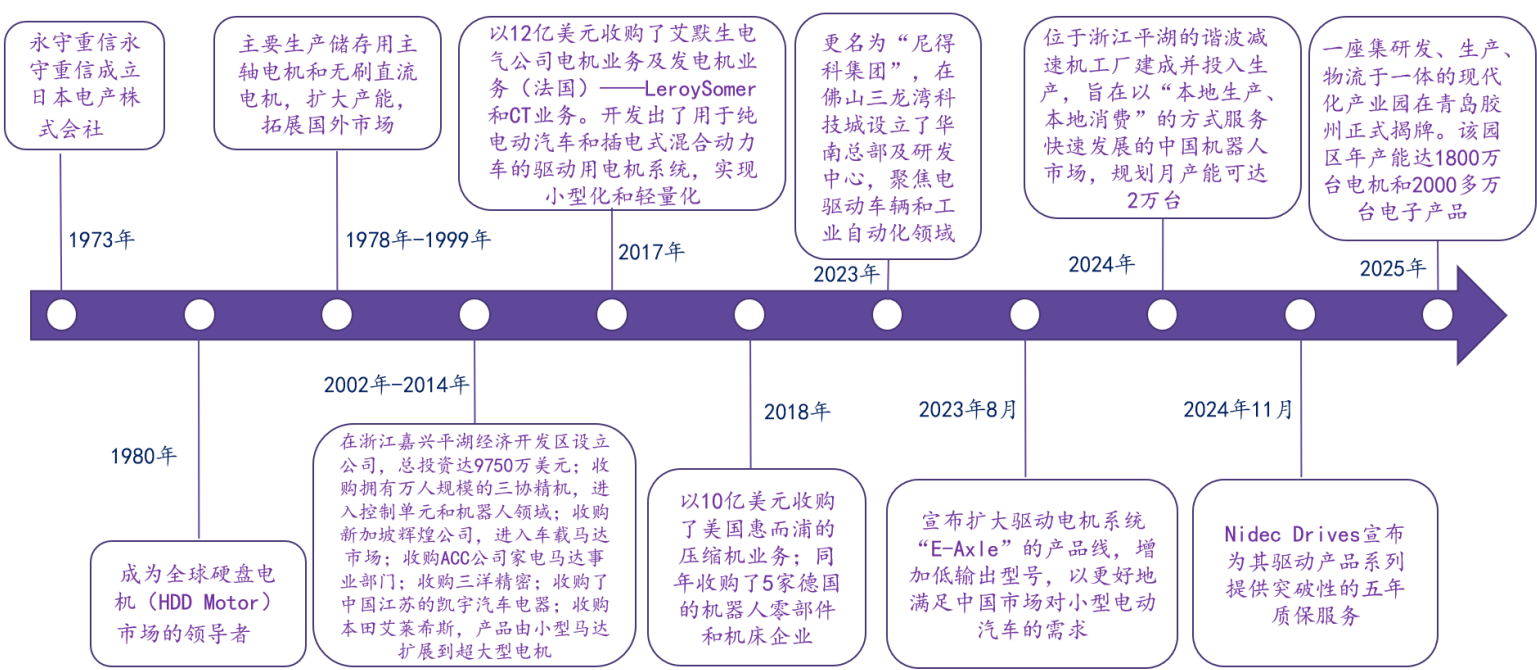 永守重信永
守重信成立
日本电产株
式会社
1973年
主要生产储存用主
轴电机和无刷直流
电机，扩大产能，
拓展国外市场
1978年-1999年
以12亿美元收购了艾默生电
气公司电机业务及发电机业
务（法国）——LeroySomer
和CT业务。开发出了用于纯
电动汽车和插电式混合动力
车的驱动用电机系统，实现
小型化和轻量化
2017年
更名为“尼得
科集团”，在
佛山三龙湾科
技城设立了华
南总部及研发
中心，聚焦电
驱动车辆和工
业自动化领域
2023年
位于浙江平湖的谐波减
速机工厂建成并投入生
产，旨在以“本地生产、
本地消费”的方式服务
快速发展的中国机器人
市场，规划月产能可达
2万台
2024年
一座集研发、生产、
物流于一体的现代
化产业园在青岛胶
州正式揭牌。该园
区年产能达1800万
台电机和2000多万
台电子产品
2025年
1980年
成为全球硬盘电
机（HDD Motor）
市场的领导者
2002年-2014年
在浙江嘉兴平湖经济开发区设立
公司，总投资达9750万美元；收
购拥有万人规模的三协精机，进
入控制单元和机器人领域；收购
新加坡辉煌公司，进入车载马达
市场；收购ACC公司家电马达事
业部门；收购三洋精密；收购了
中国江苏的凯宇汽车电器；收购
本田艾莱希斯，产品由小型马达
扩展到超大型电机
2018年
以10亿美元收购
了美国惠而浦的
压缩机业务；同
年收购了5家德国
的机器人零部件
和机床企业
2023年8月
宣布扩大驱动电机系统
“E-Axle”的产品线，增
加低输出型号，以更好地
满足中国市场对小型电动
汽车的需求
2024年11月
Nidec Drives宣布
为其驱动产品系列
提供突破性的五年
质保服务